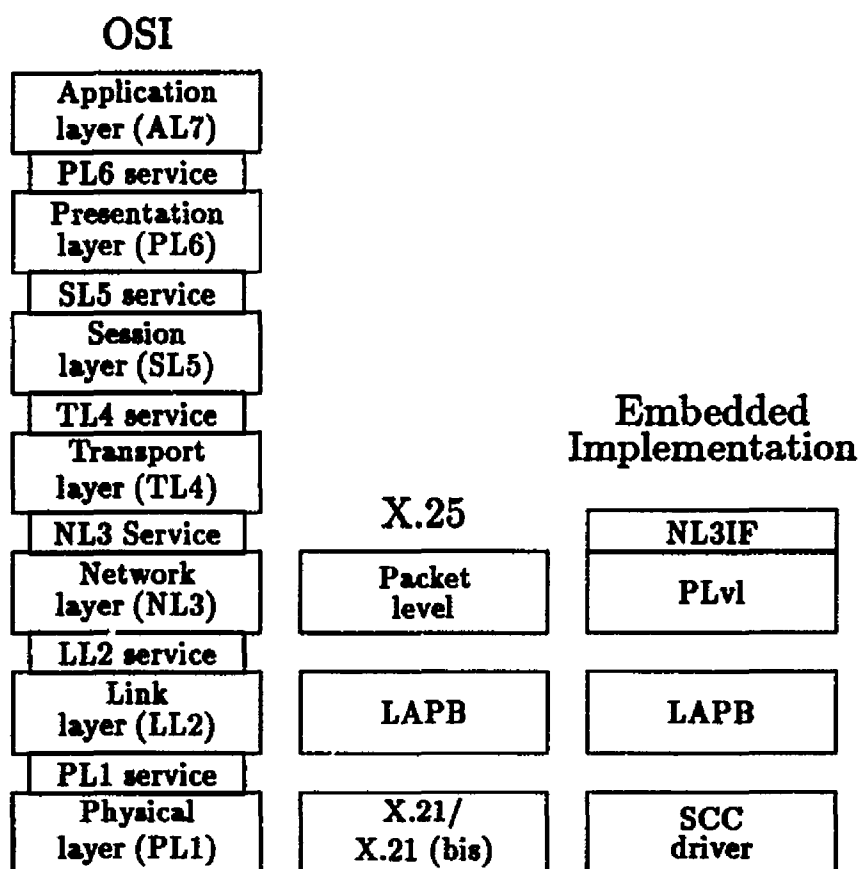 OSI
Application
layer (AL7)
PL6 service
Presentation
layer (PL6)
SL5 service
Session
layer (SL5)
TL4 service
Transport
layer (TL4)
NL3 Service
Network
layer (NL3)
LL2 service
Link
layer (LL2)
PL1 service
Physical
layer (PL1)
X.25
Packet
level
LAPB
X.21/
X.21 (bis)
Embedded
Implementation
NL3IF
PLvl
LAPB
SCC
driver